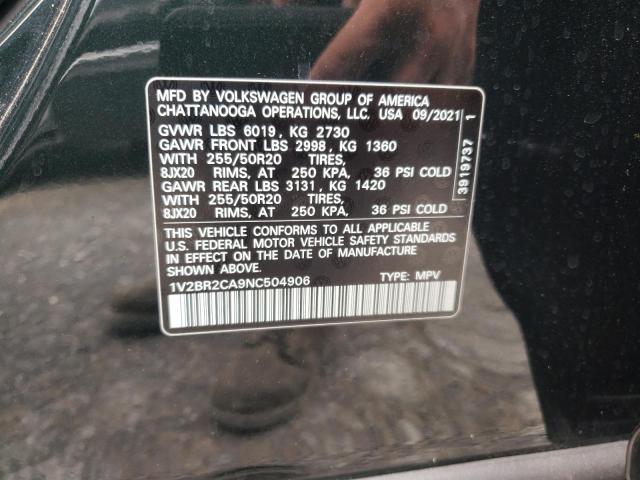 MFD BY VOLKSWAGEN GROUP OF AMERICA
CHATTANOOGA OPERATIONS, LLC. USA 09/2021
GVWR LBS 6019, KG 2730
GAWR FRONT LBS 2998, KG 1360
WITH 255/50R20 TIRES,
8JX20 RIMS, AT 250 KPA, 36 PSI COLD
GAWR REAR LBS 3131, KG 1420
WITH 255/50R20 TIRES,
8JX20 RIMS, AT 250 KPA, 36 PSI COLD
THIS VEHICLE CONFORMS TO ALL APPLICABLE
U.S. FEDERAL MOTOR VEHICLE SAFETY STANDARDS
IN EFFECT ON THE DATE OF MANUFACTURE
SHOWN ABOVE
1V2BR2CA9NC504906 TYPE: MPV
3919737 1